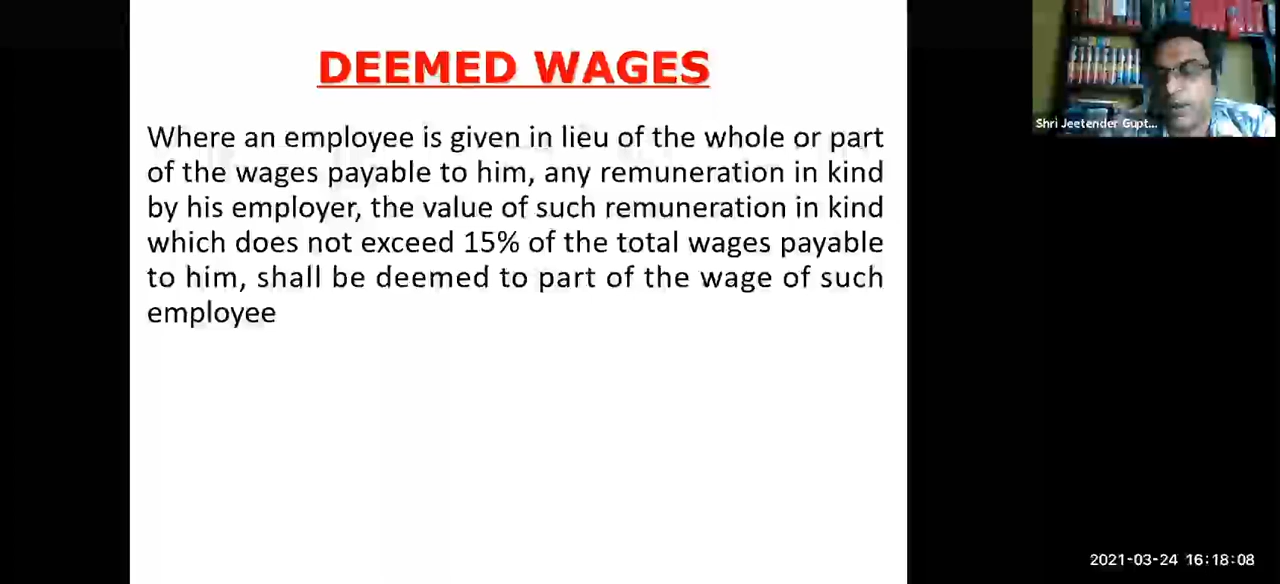 DEEMED WAGES
Where an employee is given in lieu of the whole or part
of the wages payable to him, any remuneration in kind
by his employer, the value of such remuneration in kind
which does not exceed 15% of the total wages payable
to him, shall be deemed to part of the wage of such
employee
Shri Jeetender Gupt...
2021-03-24 16:18:08